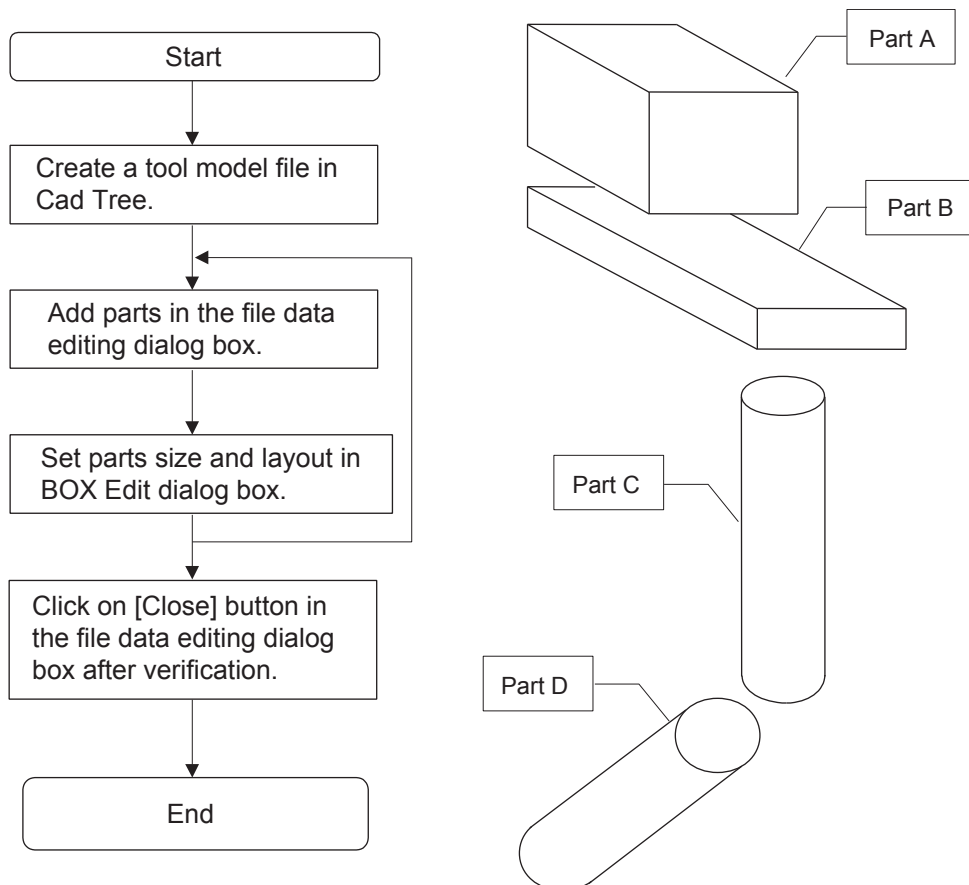 Start
Create a tool model file in
Cad Tree.
Add parts in the file data
editing dialog box.
Set parts size and layout in
BOX Edit dialog box.
Click on [Close] button in
the file data editing dialog
box after verification.
End
Part A
Part B
Part C
Part D